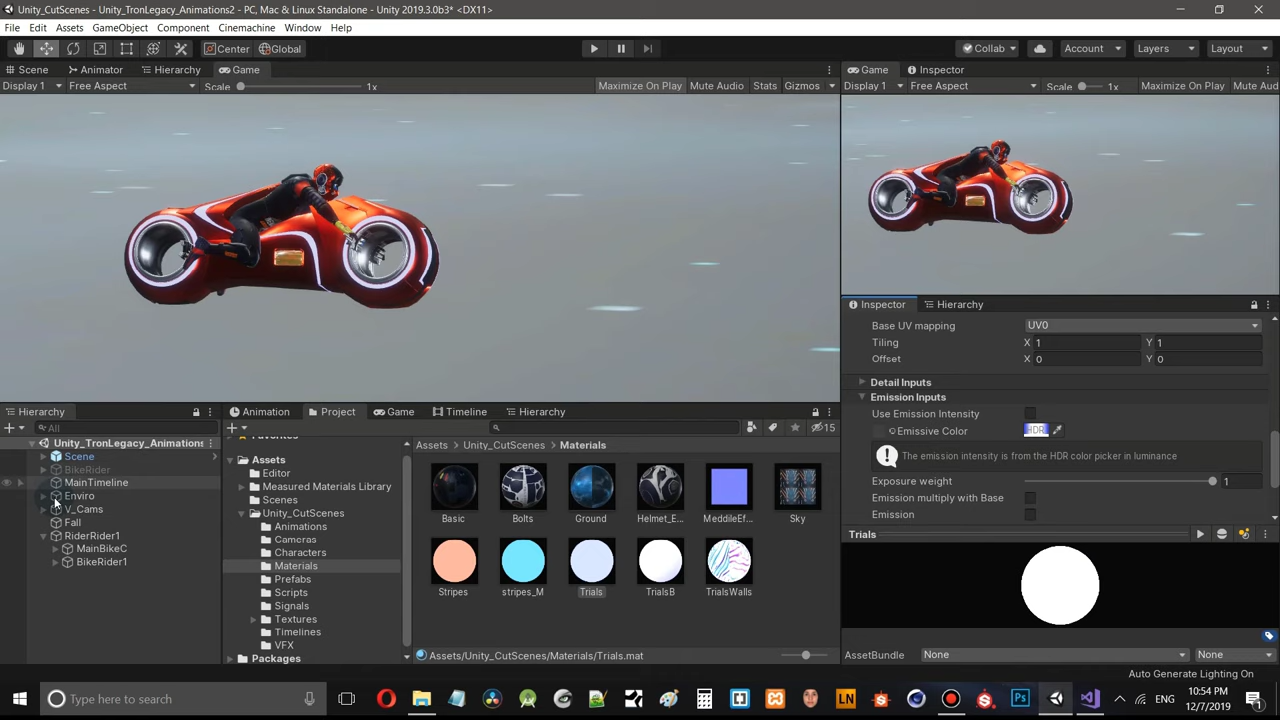 Unity_CutScenes - Unity_TronLegacy_Animations2 - PC, Mac & Linux Standalone - Unity 2019.3.0b3* <DX11>
File Edit Assets GameObject Component Cinemachine Window Help
Center Global Collab Account Layers Layout
Scene Animator Hierarchy Game Game Inspector
Display 1 Free Aspect Scale 1x Maximize On Play Mute Audio Stats Gizmos Display 1 Free Aspect Scale 1x Maximize On Play Mute Aud
Inspector Hierarchy
Base UV mapping UV0
Tiling X 1 Y 1
Offset X 0 Y 0
Detail Inputs
Emission Inputs
Use Emission Intensity
Emissive Color HDR
The emission intensity is from the HDR color picker in luminance
Exposure weight 1
Emission multiply with Base
Emission
Trials
AssetBundle None None
Auto Generate Lighting On
Hierarchy
All
Unity_TronLegacy_Animations
Scene
BikeRider
MainTimeline
Enviro
V_Cams
Fall
RiderRider1
MainBikeC
BikeRider1
Animation Project Game Timeline Hierarchy
15
Favorites
Assets
Editor
Measured Materials Library
Scenes
Unity_CutScenes
Animations
Cameras
Characters
Materials
Prefabs
Scripts
Signals
Textures
Timelines
VFX
Packages
Assets Unity_CutScenes Materials
Basic Bolts Ground Helmet_E... MeddileEf... Sky
Stripes stripes_M Trials TrialsB TrialsWalls
Assets/Unity_CutScenes/Materials/Trials.mat
Type here to search
LN
Ps
ENG
10:54 PM
12/7/2019
1